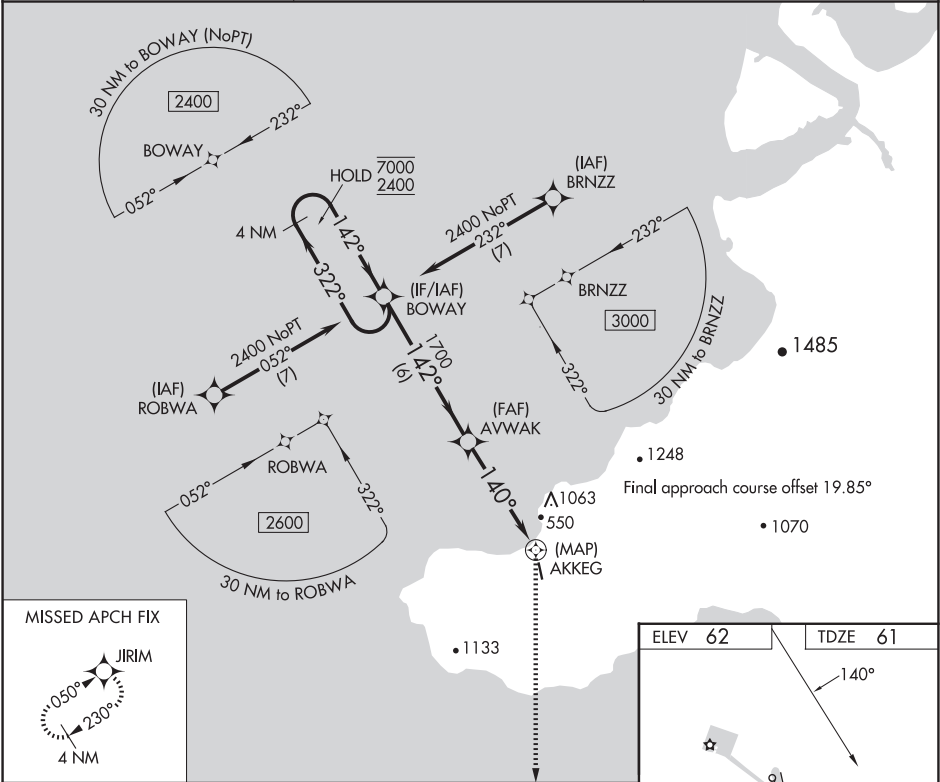 30 NM to BOWAY (NoPT)
2400
232°
BOWAY
052°
HOLD 7000
2400
4 NM
142°
322°
(IAF)
BRNZZ
2400 NoPT
232°
(7)
232°
BRNZZ
3000
322°
30 NM to BRNZZ
(IF/IAF)
BOWAY
2400 NoPT
052°
(7)
(IAF)
ROBWA
1700
142°
(6)
1485
(FAF)
AVWAK
ROBWA
052°
322°
2600
30 NM to ROBWA
140°
1248
Final approach course offset 19.85°
1063
550
1070
(MAP)
AKKEG
1133
MISSED APCH FIX
JIRIM
050°
230°
4 NM
ELEV 62
TDZE 61
140°